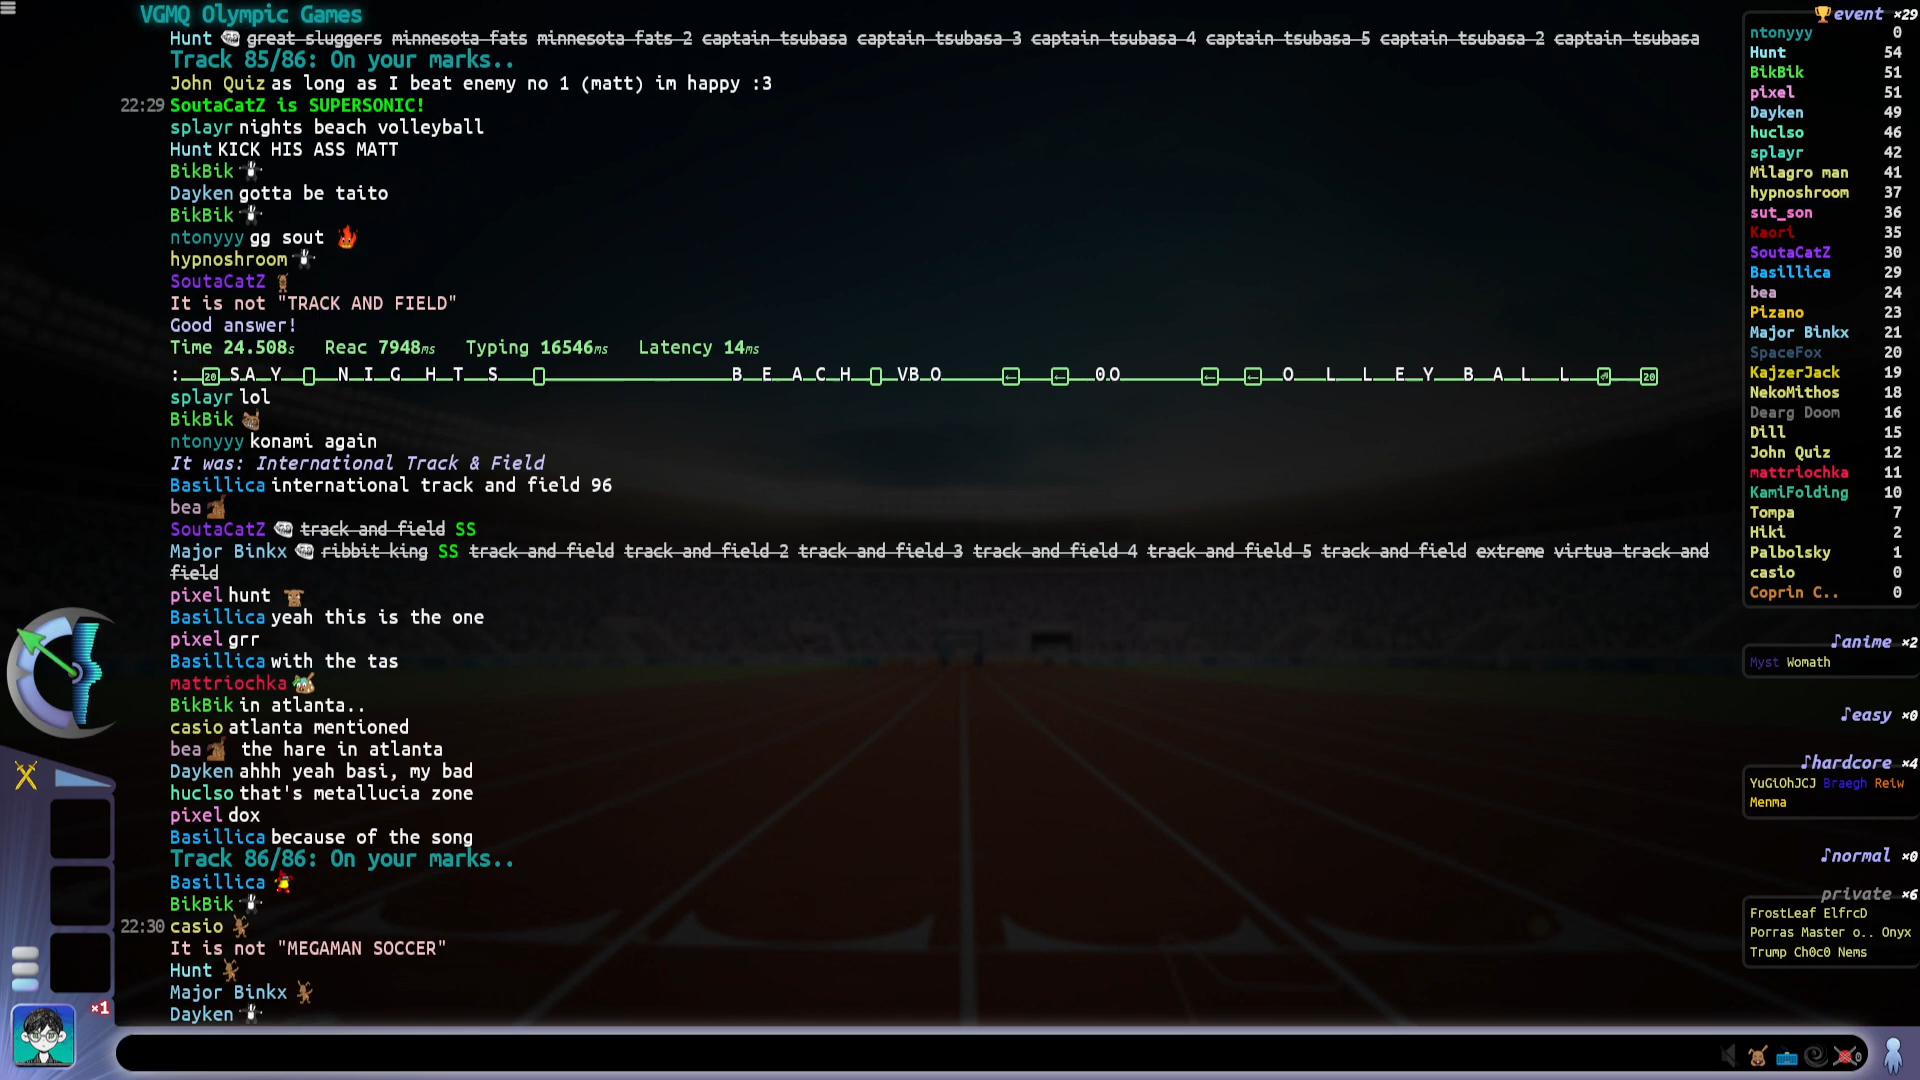 VGMQ Olympic Games
Hunt great sluggers minnesota fats minnesota fats 2 captain tsubasa captain tsubasa 3 captain tsubasa 4 captain tsubasa 5 captain tsubasa 2 captain tsubasa
Track 85/86: On your marks..
John Quiz as long as I beat enemy no 1 (matt) im happy :3
22:29 SoutaCatZ is SUPERSONIC!
splayr nights beach volleyball
Hunt KICK HIS ASS MATT
BikBik
Dayken gotta be taito
BikBik
ntonyyy gg sout
hypnoshroom
SoutaCatZ
It is not "TRACK AND FIELD"
Good answer!
Time 24.508s Reac 7948ms Typing 16546ms Latency 14ms
: 20 S A Y N I G H T S B E A C H V B O ← ← 0 O ← ← O L L E Y B A L L 20
splayr lol
BikBik
ntonyyy konami again
It was: International Track & Field
Basillica international track and field 96
bea
SoutaCatZ track and field SS
Major Binkx ribbit king SS track and field track and field 2 track and field 3 track and field 4 track and field 5 track and field extreme virtua track and
field
pixel hunt
Basillica yeah this is the one
pixel grr
Basillica with the tas
mattriochka
BikBik in atlanta..
casio atlanta mentioned
bea the hare in atlanta
Dayken ahhh yeah basi, my bad
huclso that's metallucia zone
pixel dox
Basillica because of the song
Track 86/86: On your marks..
Basillica
BikBik
22:30 casio
It is not "MEGAMAN SOCCER"
Hunt
Major Binkx
Dayken
×1
event ×29
ntonyyy 0
Hunt 54
BikBik 51
pixel 51
Dayken 49
huclso 46
splayr 42
Milagro man 41
hypnoshroom 37
sut_son 36
Kaori 35
SoutaCatZ 30
Basillica 29
bea 24
Pizano 23
Major Binkx 21
SpaceFox 20
KajzerJack 19
NekoMithos 18
Dearg Doom 16
Dill 15
John Quiz 12
mattriochka 11
KamiFolding 10
Tompa 7
Hiki 2
Palbolsky 1
casio 0
Coprin C.. 0
♪anime ×2
Myst Womath
♪easy ×0
♪hardcore ×4
YuGiOhJCJ Braegh Reiw
Menma
♪normal ×0
private ×6
FrostLeaf ElfrcD
Porras Master o.. Onyx
Trump Ch0c0 Nems
0